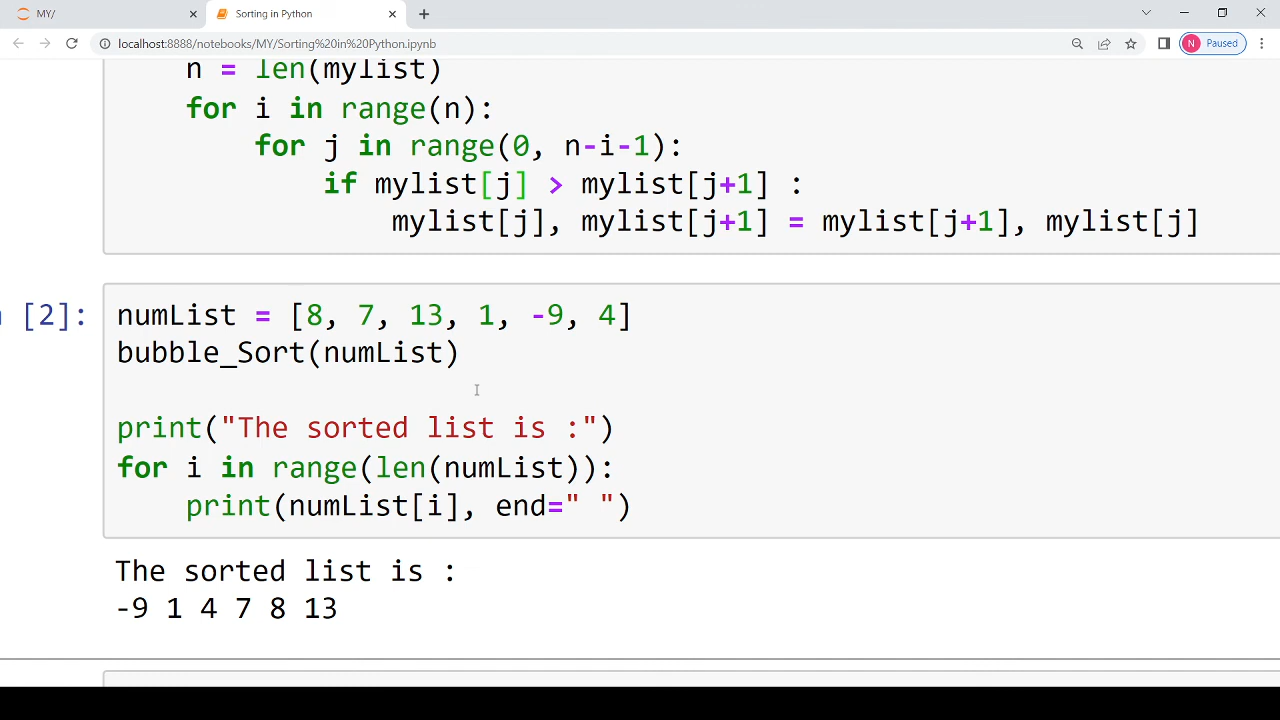 MY/
Sorting in Python
localhost:8888/notebooks/MY/Sorting%20in%20Python.ipynb
N Paused
n = len(mylist)
for i in range(n):
for j in range(0, n-i-1):
if mylist[j] > mylist[j+1] :
mylist[j], mylist[j+1] = mylist[j+1], mylist[j]
[2]:
numList = [8, 7, 13, 1, -9, 4]
bubble_Sort(numList)
print("The sorted list is :")
for i in range(len(numList)):
print(numList[i], end=" ")
The sorted list is :
-9 1 4 7 8 13